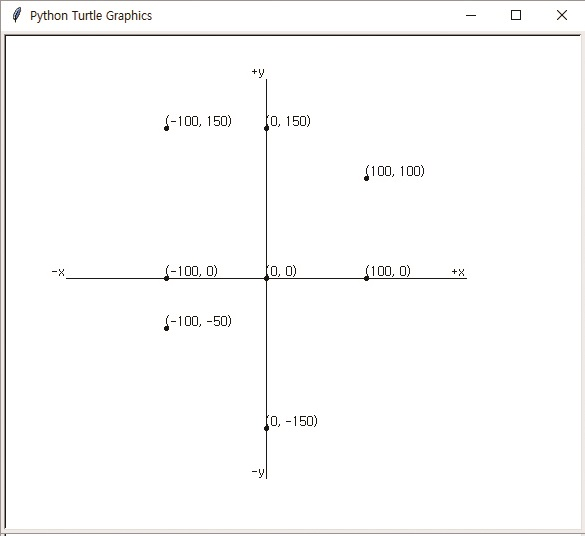 Python Turtle Graphics
+y
(-100, 150)
(0, 150)
(100, 100)
-x
(-100, 0)
(0, 0)
(100, 0)
+x
(-100, -50)
(0, -150)
-y